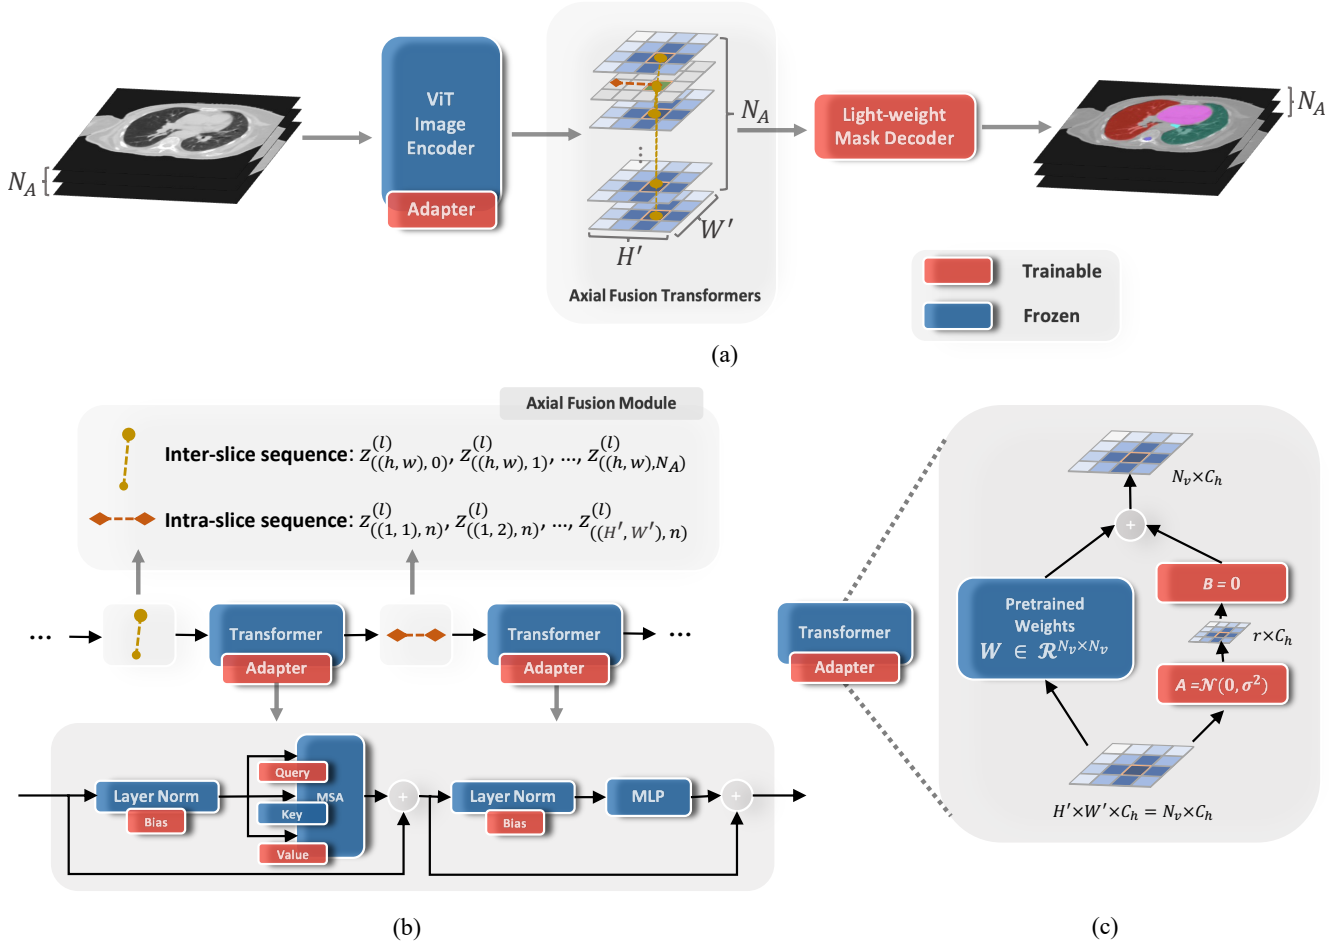 N_A
ViT
Image
Encoder
Adapter
N_A
⋮
H′
W′
Axial Fusion Transformers
Light-weight
Mask Decoder
N_A
Trainable
Frozen
(a)
Axial Fusion Module
Inter-slice sequence: z^{(l)}_{((h, w), 0)}, z^{(l)}_{((h, w), 1)}, ..., z^{(l)}_{((h, w), N_A)}
Intra-slice sequence: z^{(l)}_{((1, 1), n)}, z^{(l)}_{((1, 2), n)}, ..., z^{(l)}_{((H′, W′), n)}
...
Transformer
Adapter
Transformer
Adapter
...
Layer Norm
Bias
Query
Key
Value
MSA
+
Layer Norm
Bias
MLP
+
(b)
Transformer
Adapter
N_v×C_h
+
B = 0
r×C_h
A =𝒩(0, σ²)
Pretrained
Weights
W ∈ ℛ^{N_v×N_v}
H′×W′×C_h = N_v×C_h
(c)